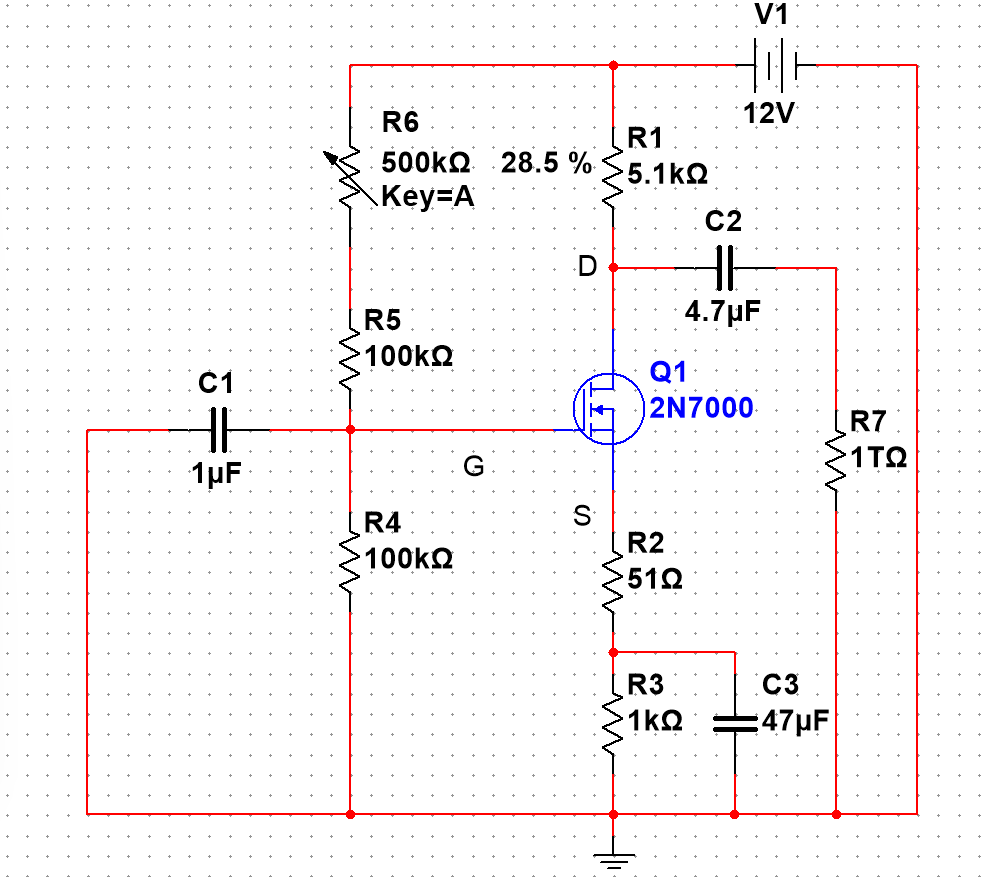 V1
12V
R6
500kΩ 28.5 %
Key=A
R1
5.1kΩ
C2
4.7µF
D
R5
100kΩ
Q1
2N7000
C1
1µF
G
R7
1TΩ
S
R4
100kΩ
R2
51Ω
R3
1kΩ
C3
47µF